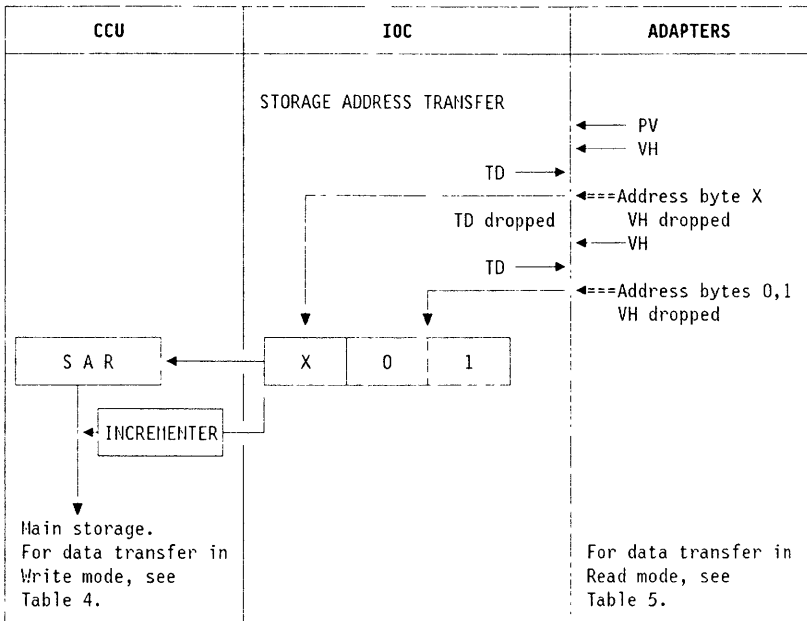 CCU IOC ADAPTERS
STORAGE ADDRESS TRANSFER
PV
VH
TD
===Address byte X
TD dropped VH dropped
VH
TD
===Address bytes 0,1
VH dropped
S A R X 0 1
INCREMENTER
Main storage.
For data transfer in
Write mode, see
Table 4.
For data transfer in
Read mode, see
Table 5.